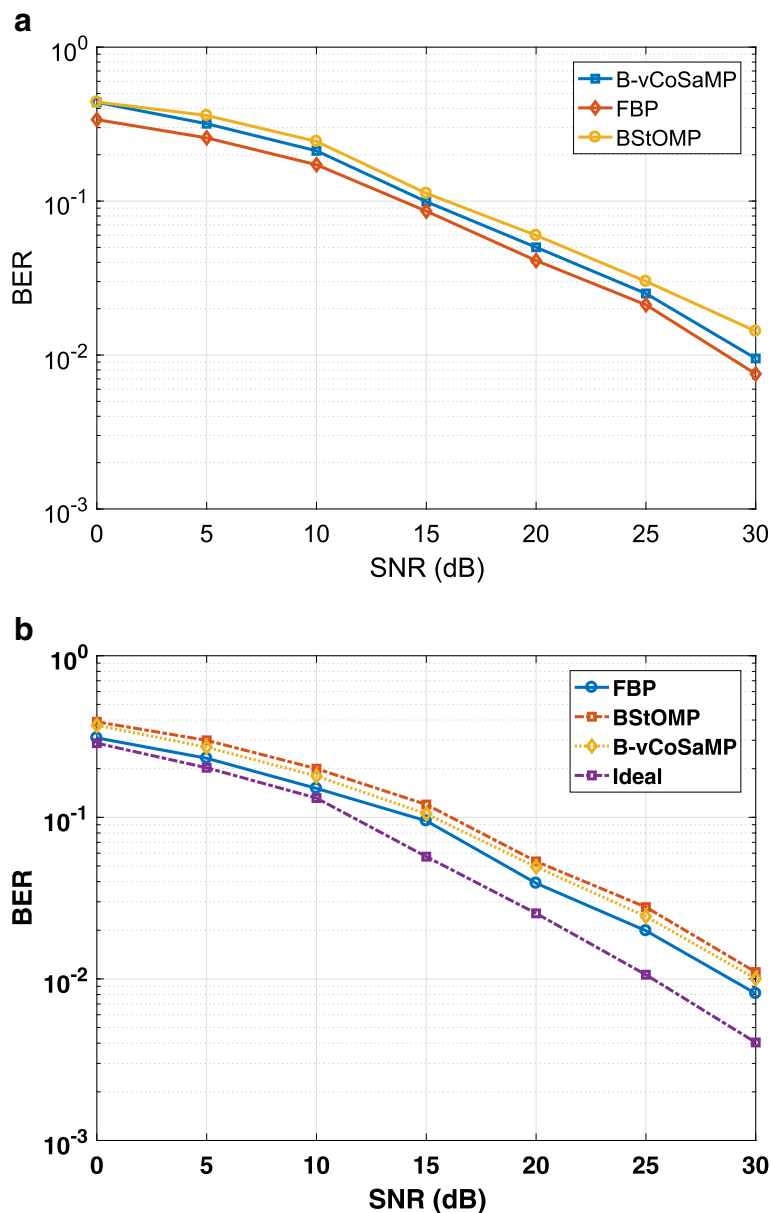 a
10^0
10^-1
10^-2
10^-3
BER
B-vCoSaMP
FBP
BStOMP
0 5 10 15 20 25 30
SNR (dB)
b
10^0
10^-1
10^-2
10^-3
BER
FBP
BStOMP
B-vCoSaMP
Ideal
0 5 10 15 20 25 30
SNR (dB)